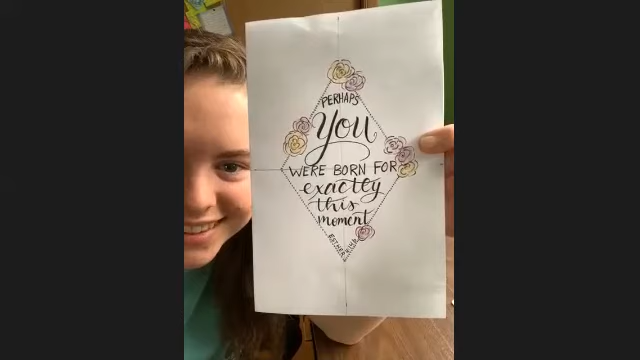 PERHAPS
You
WERE BORN FOR
exactly
this
moment
ESTHER 4:14